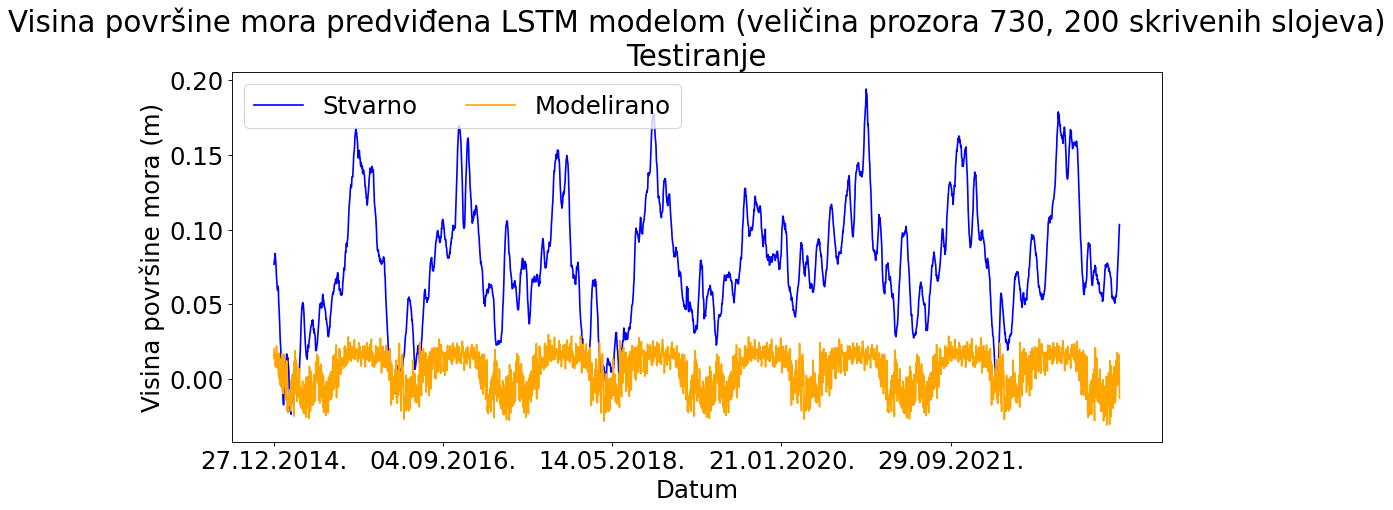 Visina površine mora predviđena LSTM modelom (veličina prozora 730, 200 skrivenih slojeva)
Testiranje
Stvarno Modelirano
Visina površine mora (m)
0.20
0.15
0.10
0.05
0.00
27.12.2014. 04.09.2016. 14.05.2018. 21.01.2020. 29.09.2021.
Datum